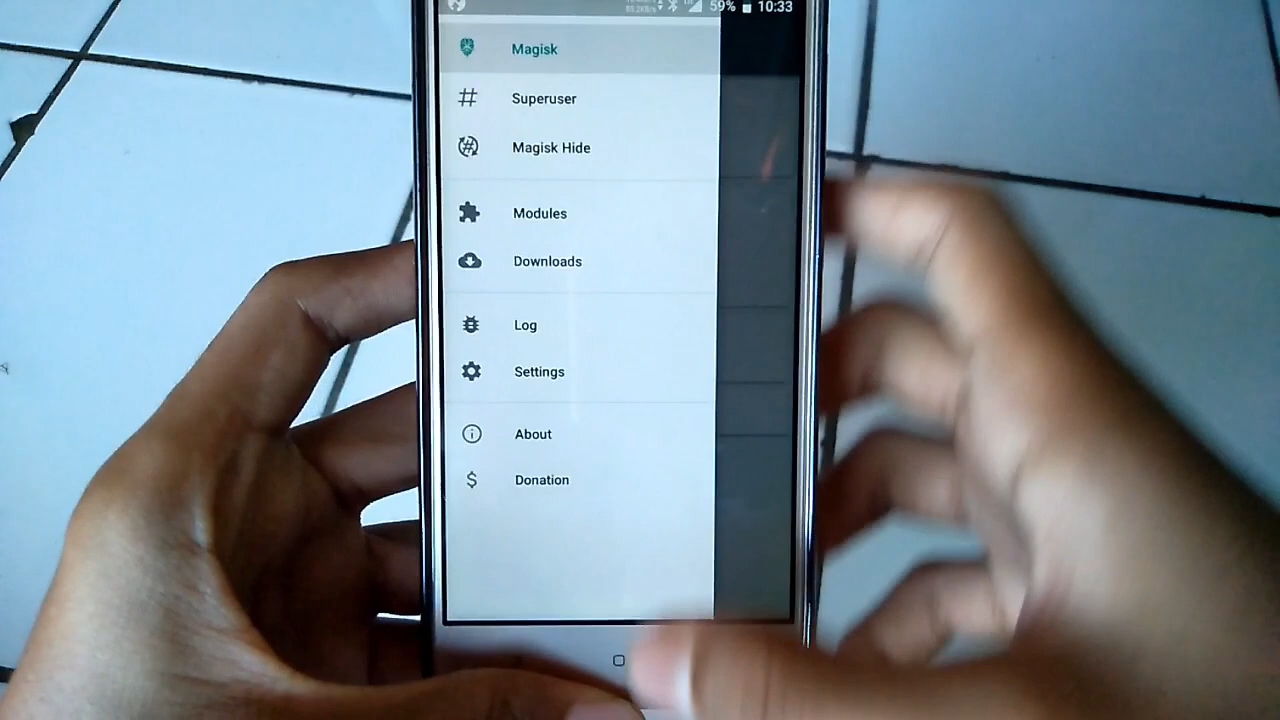 59% 10:33
Magisk
# Superuser
Magisk Hide
Modules
Downloads
Log
Settings
About
$ Donation